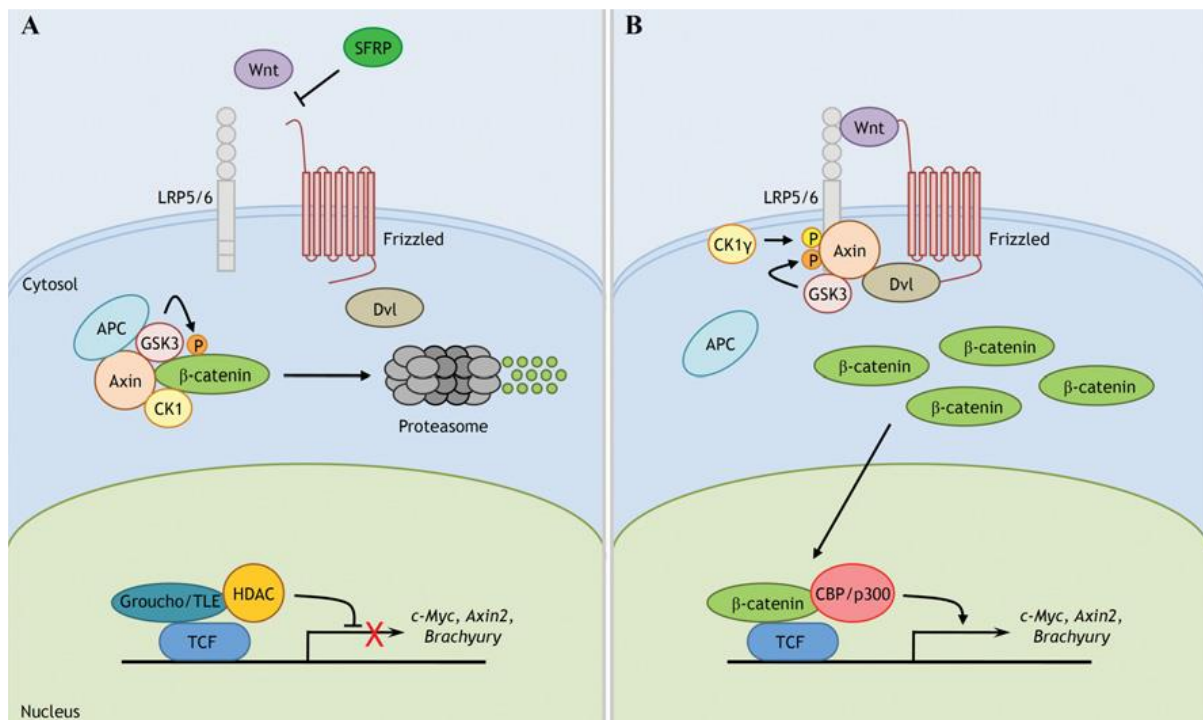 A
SFRP
Wnt
LRP5/6
Frizzled
Cytosol
Dvl
APC
GSK3
P
Axin
β-catenin
CK1
Proteasome
Groucho/TLE
HDAC
TCF
c-Myc, Axin2,
Brachyury
Nucleus
B
Wnt
LRP5/6
CK1γ
P
Axin
Frizzled
P
GSK3
Dvl
APC
β-catenin
β-catenin
β-catenin
β-catenin
β-catenin
CBP/p300
TCF
c-Myc, Axin2,
Brachyury